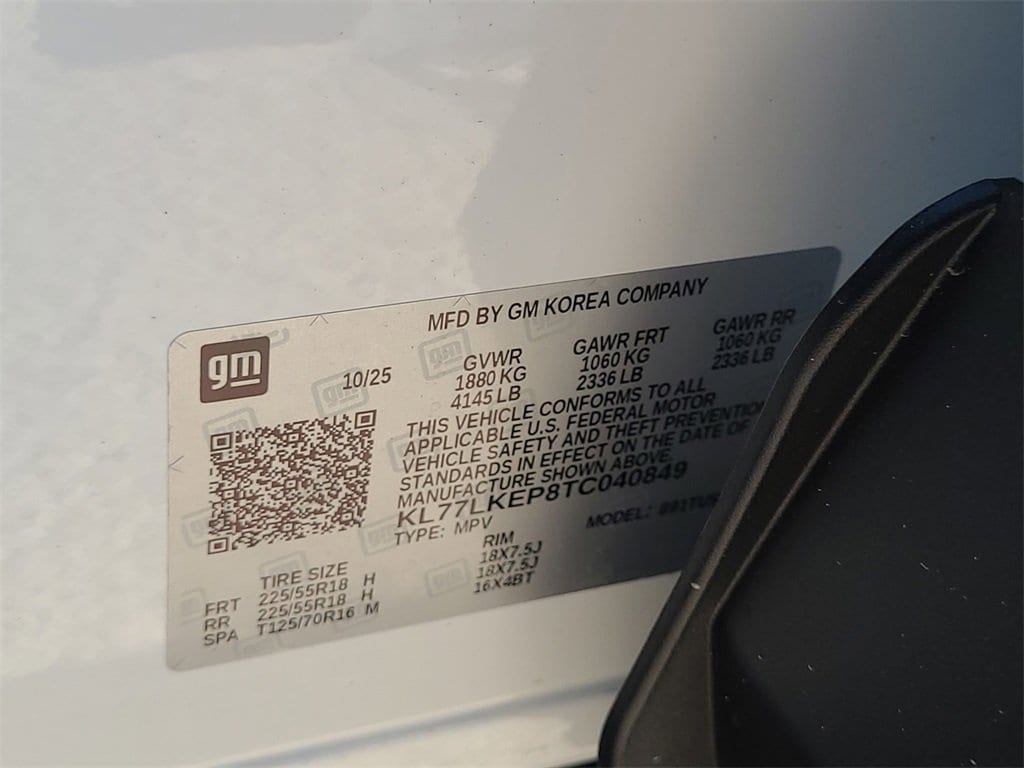 MFD BY GM KOREA COMPANY
gm
10/25
GVWR GAWR FRT GAWR RR
1880 KG 1060 KG 1060 KG
4145 LB 2336 LB 2336 LB
THIS VEHICLE CONFORMS TO ALL
APPLICABLE U.S. FEDERAL MOTOR
VEHICLE SAFETY AND THEFT PREVENTION
STANDARDS IN EFFECT ON THE DATE OF
MANUFACTURE SHOWN ABOVE.
KL77LKEP8TC040849
TYPE: MPV MODEL:
TIRE SIZE RIM
FRT 225/55R18 H 18X7.5J
RR 225/55R18 H 18X7.5J
SPA T125/70R16 M 16X4BT